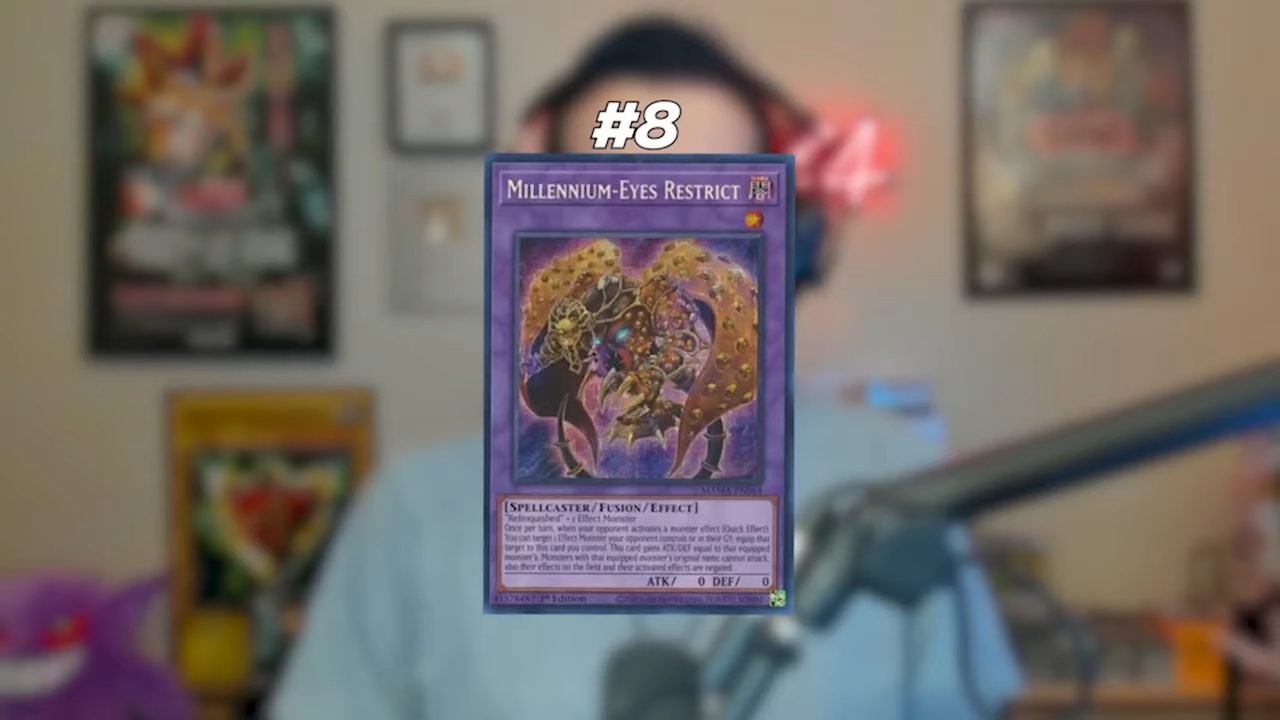 #8
MILLENNIUM-EYES RESTRICT
[SPELLCASTER/FUSION/EFFECT]
"Relinquished" + 1 Effect Monster
Once per turn, when your opponent activates a monster effect (Quick Effect):
You can target 1 Effect Monster your opponent controls or in their GY; equip that
target to this card you control. This card gains ATK/DEF equal to that equipped
monster's. Monsters with that equipped monster's original name cannot attack,
also their effects on the field and their activated effects are negated.
ATK/ 0 DEF/ 0
1st Edition